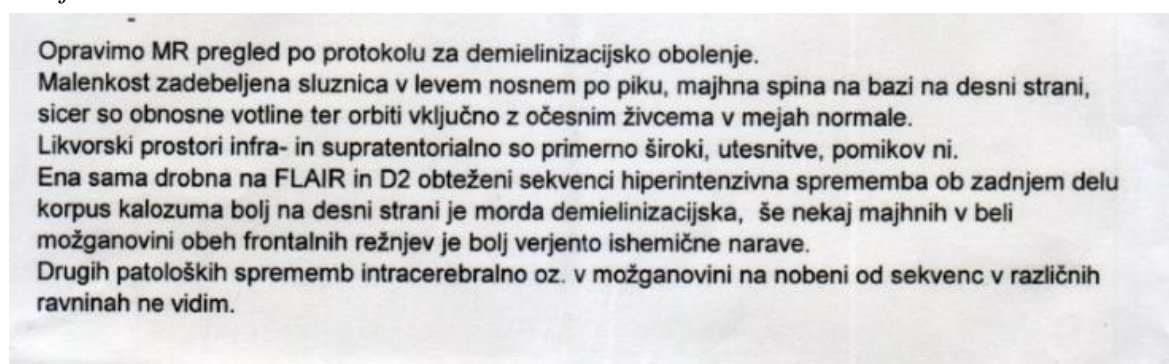 Opravimo MR pregled po protokolu za demielinizacijsko obolenje.
Malenkost zadebeljena sluznica v levem nosnem po piku, majhna spina na bazi na desni strani,
sicer so obnosne votline ter orbiti vključno z očesnim živcema v mejah normale.
Likvorski prostori infra- in supratentorialno so primerno široki, utesnitve, pomikov ni.
Ena sama drobna na FLAIR in D2 obteženi sekvenci hiperintenzivna sprememba ob zadnjem delu
korpus kalozuma bolj na desni strani je morda demielinizacijska, še nekaj majhnih v beli
možganovini obeh frontalnih režnjev je bolj verjento ishemične narave.
Drugih patoloških sprememb intracerebralno oz. v možganovini na nobeni od sekvenc v različnih
ravninah ne vidim.